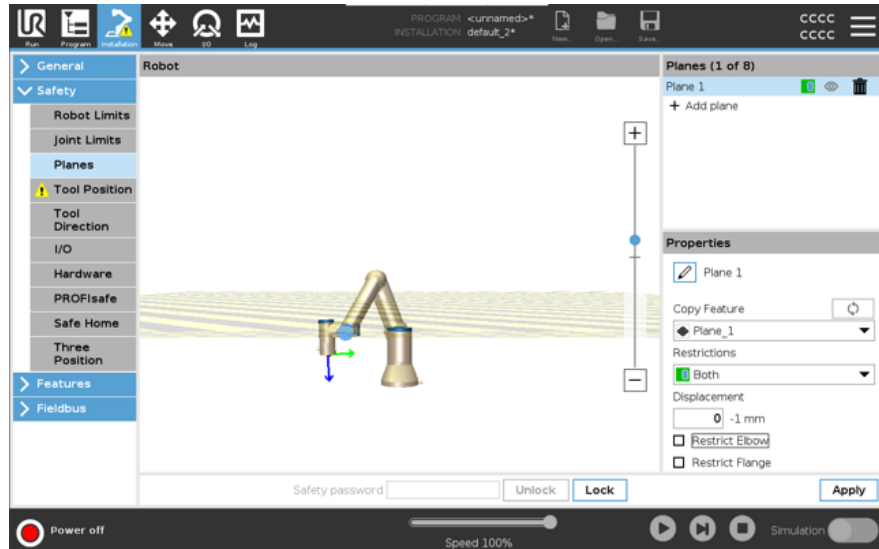 UR
PROGRAM <unnamed>*
INSTALLATION default_2*
Run
Program
Installation
Move
I/O
Log
New...
Open...
Save...
cccc
cccc
General
Safety
Robot Limits
Joint Limits
Planes
Tool Position
Tool
Direction
I/O
Hardware
PROFIsafe
Safe Home
Three
Position
Features
Fieldbus
Robot
+
−
Planes (1 of 8)
Plane 1
+ Add plane
Properties
Plane 1
Copy Feature
Plane_1
Restrictions
Both
Displacement
0 -1 mm
Restrict Elbow
Restrict Flange
Safety password
Unlock
Lock
Apply
Power off
Speed 100%
Simulation